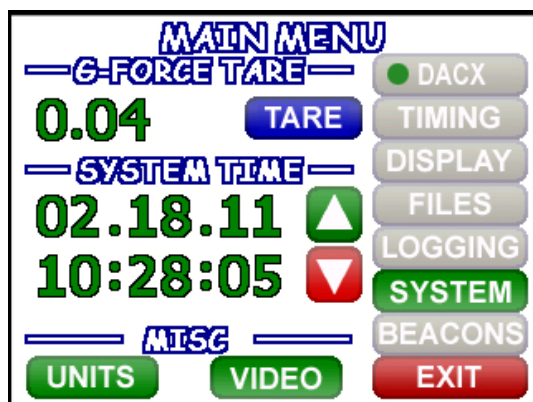 MAIN MENU
G-FORCE TARE
0.04
TARE
SYSTEM TIME
02.18.11
10:28:05
MISC
UNITS
VIDEO
DACX
TIMING
DISPLAY
FILES
LOGGING
SYSTEM
BEACONS
EXIT